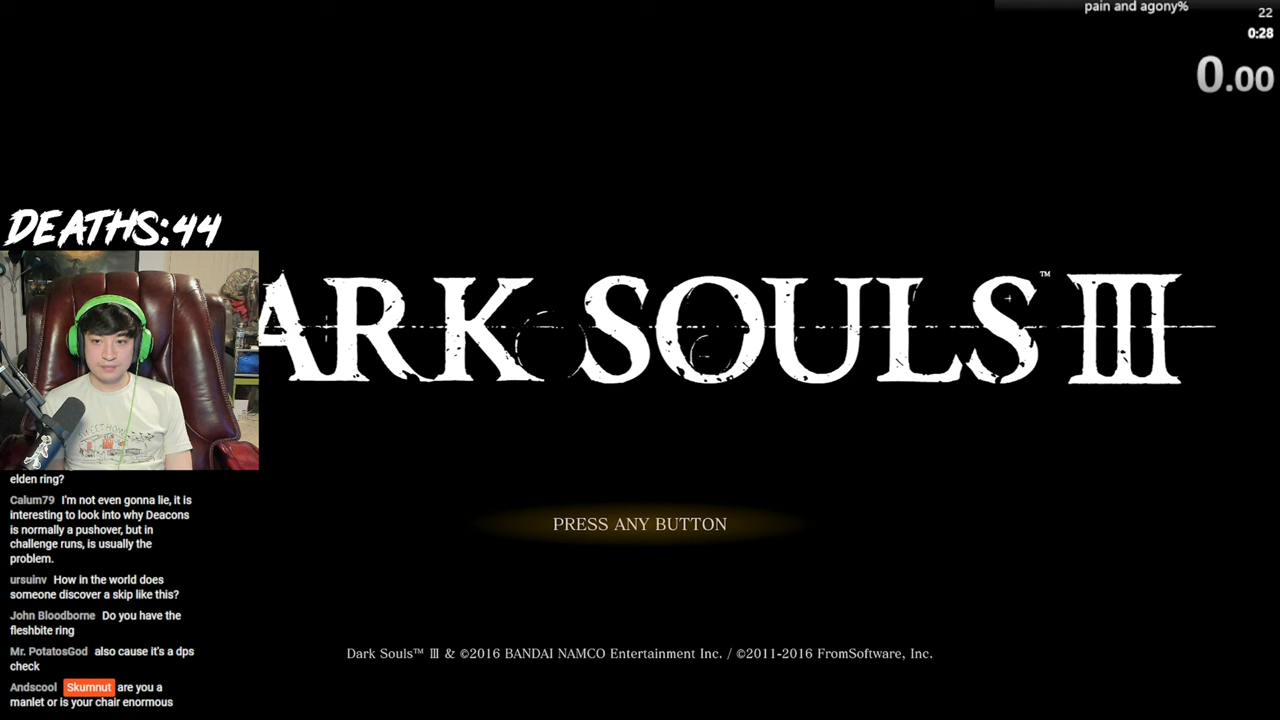 pain and agony%
22
0:28
0.00
DEATHS:44
ARK SOULS™ III
SWEET HOME
elden ring?
Calum79 I'm not even gonna lie, it is
interesting to look into why Deacons
is normally a pushover, but in
challenge runs, is usually the
problem.
ursuinv How in the world does
someone discover a skip like this?
John Bloodborne Do you have the
fleshbite ring
Mr. PotatosGod also cause it's a dps
check
Andscool Skumnut are you a
manlet or is your chair enormous
PRESS ANY BUTTON
Dark Souls™ III & ©2016 BANDAI NAMCO Entertainment Inc. / ©2011-2016 FromSoftware, Inc.